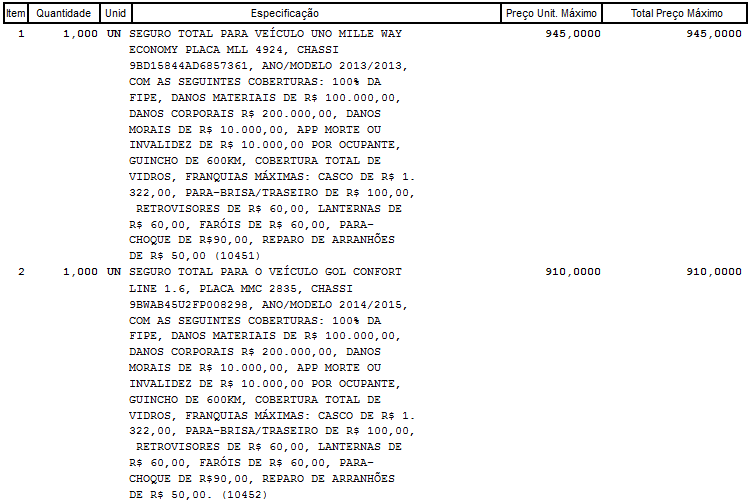 Item Quantidade Unid Especificação Preço Unit. Máximo Total Preço Máximo
1 1,000 UN SEGURO TOTAL PARA VEÍCULO UNO MILLE WAY 945,0000 945,0000
ECONOMY PLACA MLL 4924, CHASSI
9BD15844AD6857361, ANO/MODELO 2013/2013,
COM AS SEGUINTES COBERTURAS: 100% DA
FIPE, DANOS MATERIAIS DE R$ 100.000,00,
DANOS CORPORAIS R$ 200.000,00, DANOS
MORAIS DE R$ 10.000,00, APP MORTE OU
INVALIDEZ DE R$ 10.000,00 POR OCUPANTE,
GUINCHO DE 600KM, COBERTURA TOTAL DE
VIDROS, FRANQUIAS MÁXIMAS: CASCO DE R$ 1.
322,00, PARA-BRISA/TRASEIRO DE R$ 100,00,
RETROVISORES DE R$ 60,00, LANTERNAS DE
R$ 60,00, FARÓIS DE R$ 60,00, PARA-
CHOQUE DE R$90,00, REPARO DE ARRANHÕES
DE R$ 50,00 (10451)
2 1,000 UN SEGURO TOTAL PARA O VEÍCULO GOL CONFORT 910,0000 910,0000
LINE 1.6, PLACA MMC 2835, CHASSI
9BWAB45U2FP008298, ANO/MODELO 2014/2015,
COM AS SEGUINTES COBERTURAS: 100% DA
FIPE, DANOS MATERIAIS DE R$ 100.000,00,
DANOS CORPORAIS R$ 200.000,00, DANOS
MORAIS DE R$ 10.000,00, APP MORTE OU
INVALIDEZ DE R$ 10.000,00 POR OCUPANTE,
GUINCHO DE 600KM, COBERTURA TOTAL DE
VIDROS, FRANQUIAS MÁXIMAS: CASCO DE R$ 1.
322,00, PARA-BRISA/TRASEIRO DE R$ 100,00,
RETROVISORES DE R$ 60,00, LANTERNAS DE
R$ 60,00, FARÓIS DE R$ 60,00, PARA-
CHOQUE DE R$90,00, REPARO DE ARRANHÕES
DE R$ 50,00. (10452)